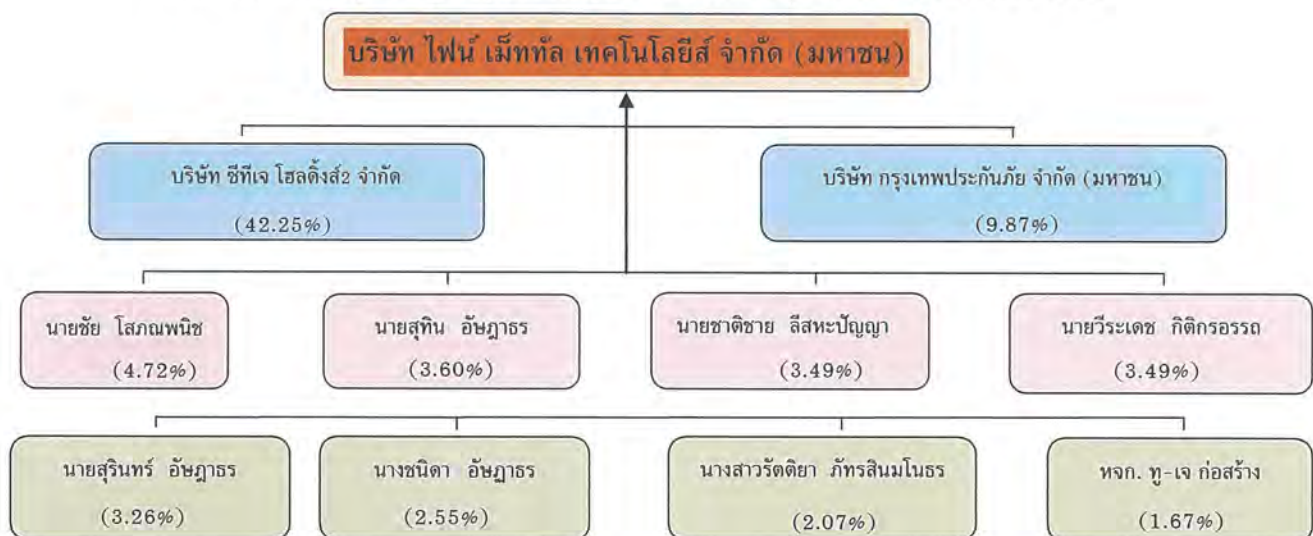 บริษัท ไฟน์ เม็ททัล เทคโนโลยีส์ จำกัด (มหาชน)
บริษัท ซีทีเจ โฮลดิ้งส์2 จำกัด
(42.25%)
บริษัท กรุงเทพประกันภัย จำกัด (มหาชน)
(9.87%)
นายชัย โสภณพนิช
(4.72%)
นายสุทิน อัษฎาธร
(3.60%)
นายชาติชาย ลีสหะปัญญา
(3.49%)
นายวีระเดช กิติกรอรรถ
(3.49%)
นายสุรินทร์ อัษฎาธร
(3.26%)
นางชนิดา อัษฏาธร
(2.55%)
นางสาวรัตติยา ภัทรสินมโนธร
(2.07%)
หจก. ทู-เจ ก่อสร้าง
(1.67%)